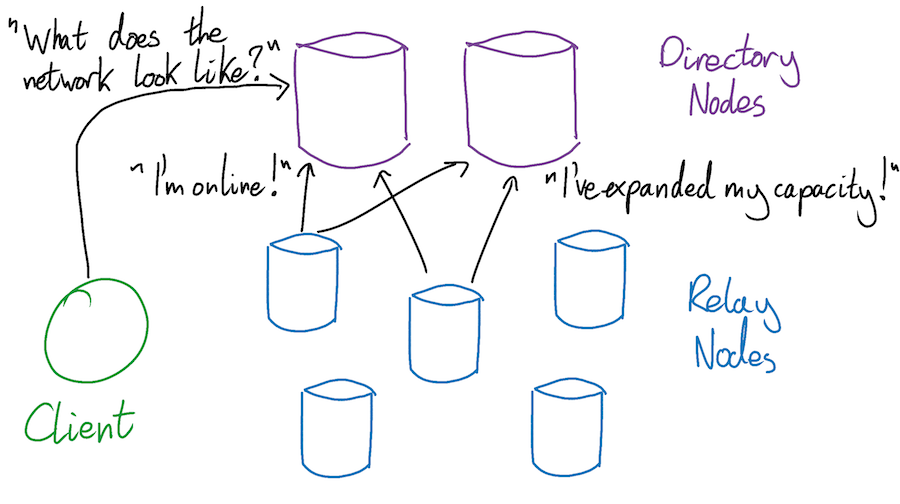 "What does the
network look like?"
Directory
Nodes
"I'm online!"
"I've expanded my capacity!"
Relay
Nodes
Client